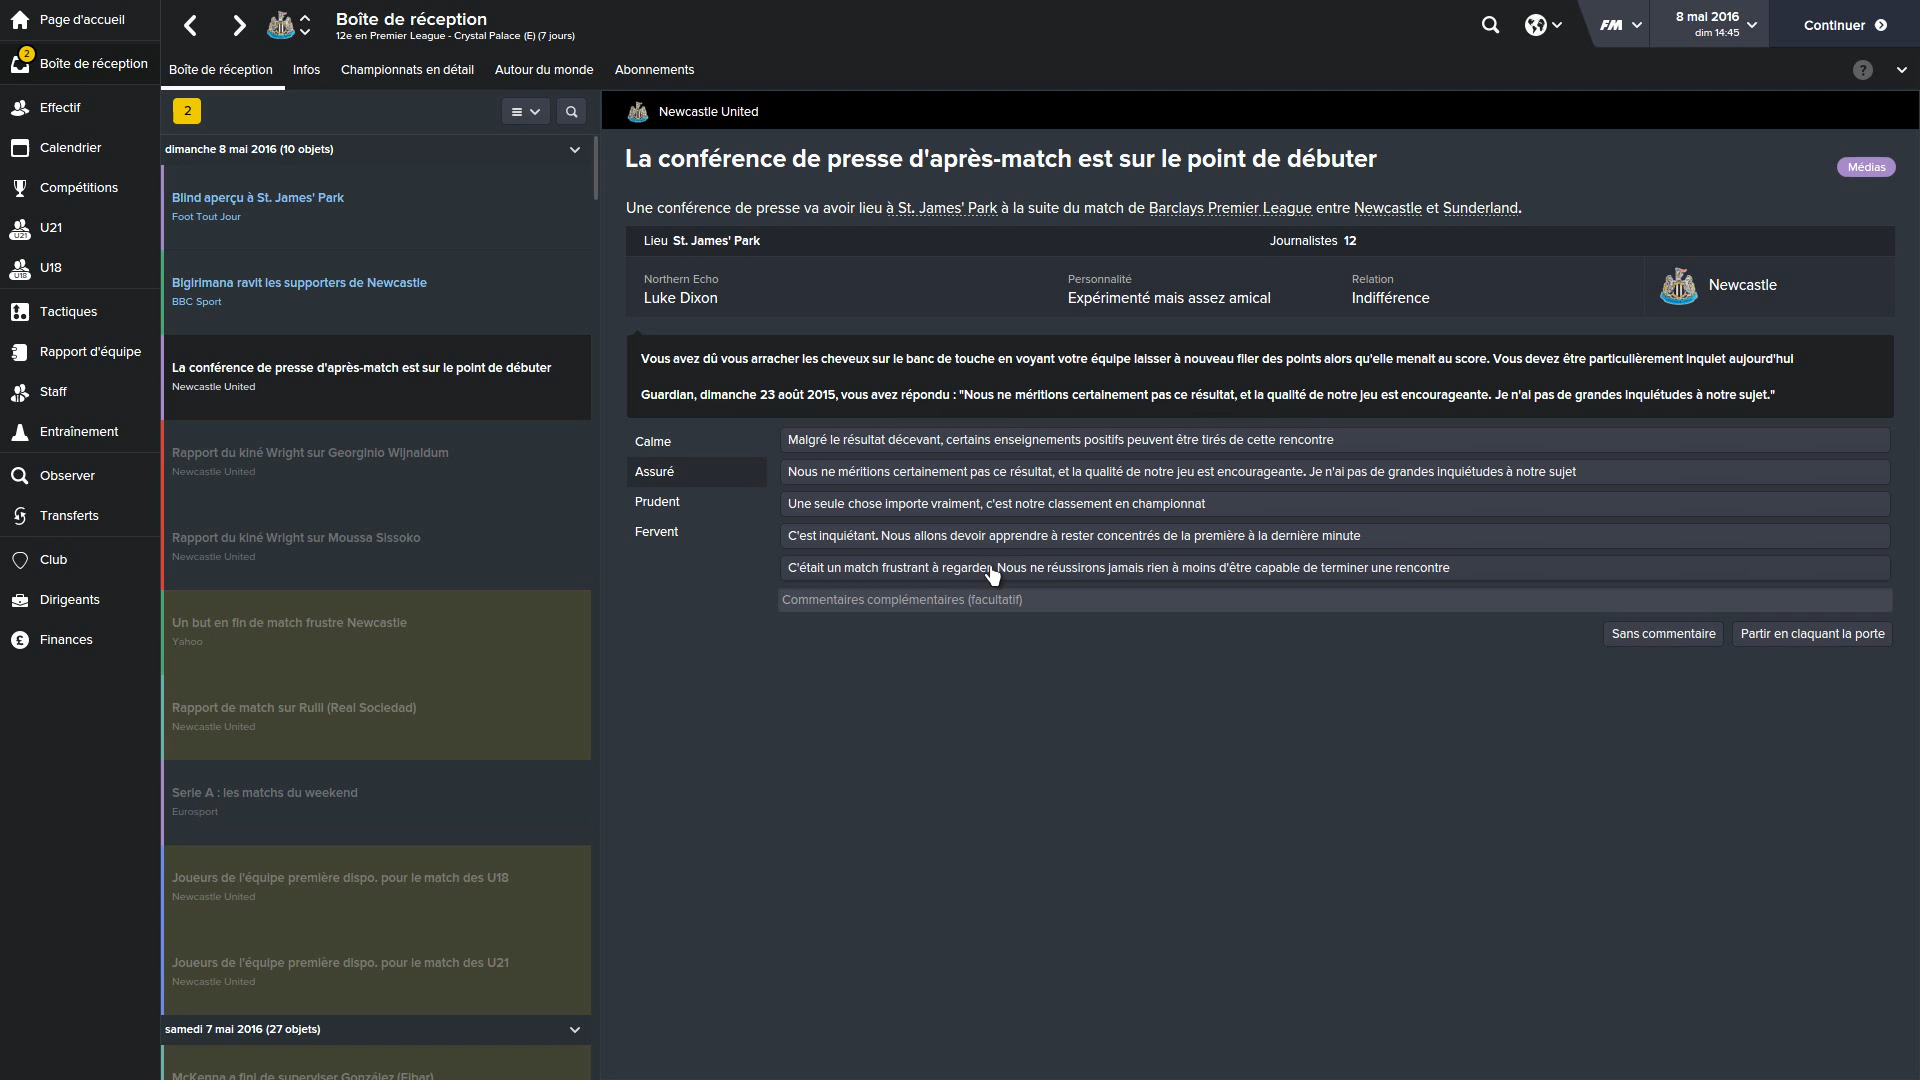 Page d'accueil
2
Boîte de réception
Effectif
Calendrier
Compétitions
U21
U21
U18
U18
Tactiques
Rapport d'équipe
Staff
Entraînement
Observer
Transferts
Club
Dirigeants
Finances
Boîte de réception
12e en Premier League - Crystal Palace (E) (7 jours)
FM
8 mai 2016
dim 14:45
Continuer
Boîte de réception
Infos
Championnats en détail
Autour du monde
Abonnements
?
2
dimanche 8 mai 2016 (10 objets)
Blind aperçu à St. James' Park
Foot Tout Jour
Bigirimana ravit les supporters de Newcastle
BBC Sport
La conférence de presse d'après-match est sur le point de débuter
Newcastle United
Rapport du kiné Wright sur Georginio Wijnaldum
Newcastle United
Rapport du kiné Wright sur Moussa Sissoko
Newcastle United
Un but en fin de match frustre Newcastle
Yahoo
Rapport de match sur Rulli (Real Sociedad)
Newcastle United
Serie A : les matchs du weekend
Eurosport
Joueurs de l'équipe première dispo. pour le match des U18
Newcastle United
Joueurs de l'équipe première dispo. pour le match des U21
Newcastle United
samedi 7 mai 2016 (27 objets)
McKenna a fini de superviser González (Eibar)
Newcastle United
La conférence de presse d'après-match est sur le point de débuter
Médias
Une conférence de presse va avoir lieu à St. James' Park à la suite du match de Barclays Premier League entre Newcastle et Sunderland.
Lieu St. James' Park
Journalistes 12
Northern Echo
Luke Dixon
Personnalité
Expérimenté mais assez amical
Relation
Indifférence
Newcastle
Vous avez dû vous arracher les cheveux sur le banc de touche en voyant votre équipe laisser à nouveau filer des points alors qu'elle menait au score. Vous devez être particulièrement inquiet aujourd'hui
Guardian, dimanche 23 août 2015, vous avez répondu : "Nous ne méritions certainement pas ce résultat, et la qualité de notre jeu est encourageante. Je n'ai pas de grandes inquiétudes à notre sujet."
Calme
Assuré
Prudent
Fervent
Malgré le résultat décevant, certains enseignements positifs peuvent être tirés de cette rencontre
Nous ne méritions certainement pas ce résultat, et la qualité de notre jeu est encourageante. Je n'ai pas de grandes inquiétudes à notre sujet
Une seule chose importe vraiment, c'est notre classement en championnat
C'est inquiétant. Nous allons devoir apprendre à rester concentrés de la première à la dernière minute
C'était un match frustrant à regarder. Nous ne réussirons jamais rien à moins d'être capable de terminer une rencontre
Commentaires complémentaires (facultatif)
Sans commentaire
Partir en claquant la porte